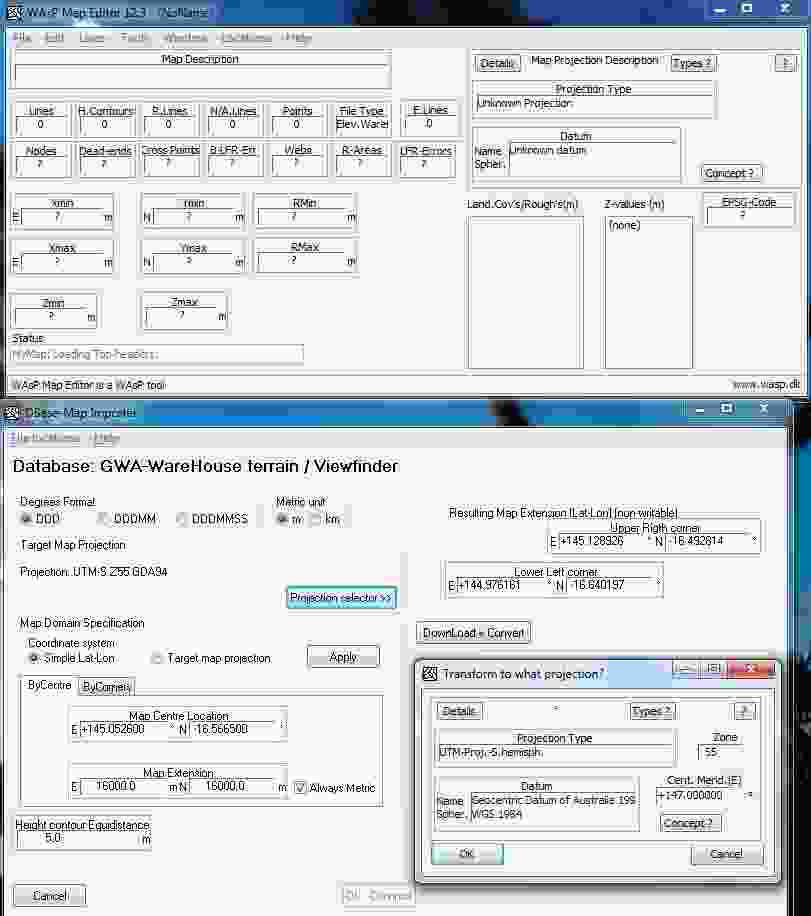 WAsP Map Editor 12.3 (NoName)
File Edit Lines Tools Window Locations Help
Map Description
Details Map Projection Description Types ? ?
Projection Type
Unknown Projection
Lines H.Contours R.Lines N/A.Lines Points File Type E.Lines
0 0 0 0 0 Elev.Ware 0
Datum
Name Unknown datum
Spher.
Nodes Dead-ends Cross Points B-LFR-Err Webs R-Areas LFR-Errors
? ? ? ? ? ? ?
Concept ?
Xmin Ymin RMin
E ? m N ? m ? m
Land.Cov's/Rough's(m) Z-values (m) EPSG-Code
(none) ?
Xmax Ymax RMax
E ? m N ? m ? m
Zmin Zmax
? m ? m
Status
MyMap: Loading Top-headers:
WAsP Map Editor is a WAsP tool www.wasp.dk
DBase-Map Importer
File locations Help
Database: GWA-WareHouse terrain / Viewfinder
Degrees Format Metric unit
DDD DDDMM DDDMMSS m km
Resulting Map Extension [Lat-Lon] (non writable)
Upper Rigth corner
E +145.128926 ° N -16.492814 °
Target Map Projection
Projection: UTM-S Z55 GDA94
Lower Left corner
E +144.976161 ° N -16.640197 °
Projection selector >>
Map Domain Specification
DownLoad + Convert
Coordinate system
Simple Lat-Lon Target map projection Apply
ByCentre ByCorners
Map Centre Location
E +145.052600 ° N -16.566500 °
Map Extension
E 16000.0 m N 16000.0 m Always Metric
Height contour Equidistance
5.0 m
Cancel
Transform to what projection?
Details Types ? ?
Projection Type Zone
UTM-Proj.-S.hemisph. 55
Datum Cent. Merid.(E)
Name Geocentric Datum of Australia 199 +147.000000 °
Spher. WGS 1984
Concept ?
OK Cancel